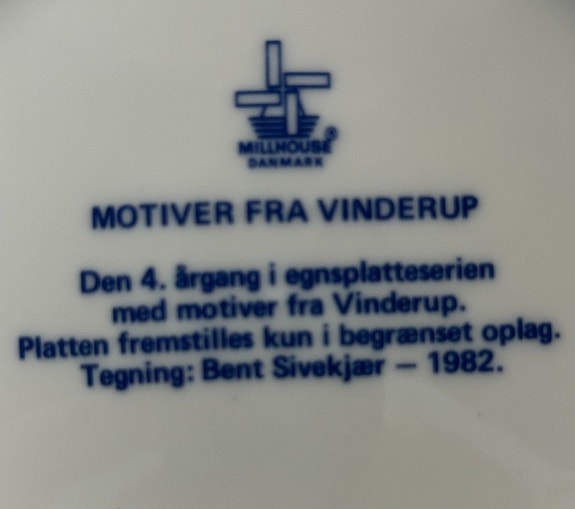 MILLHOUSE®
DANMARK
MOTIVER FRA VINDERUP
Den 4. årgang i egnsplatteserien
med motiver fra Vinderup.
Platten fremstilles kun i begrænset oplag.
Tegning: Bent Sivekjær – 1982.